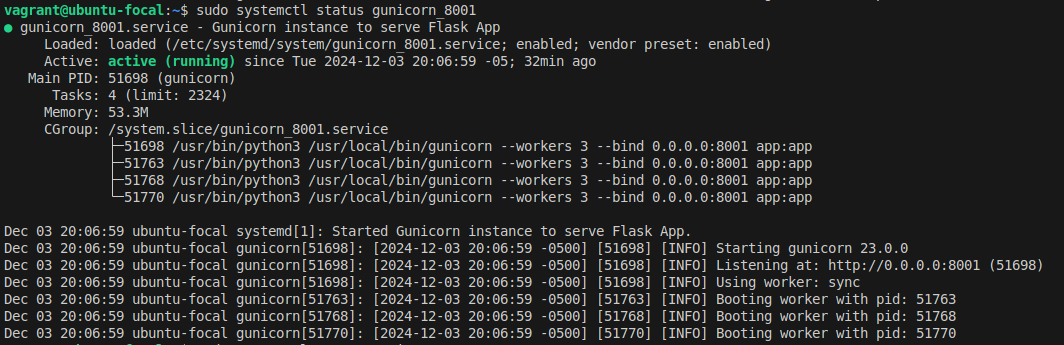 vagrant@ubuntu-focal:~$ sudo systemctl status gunicorn_8001
● gunicorn_8001.service - Gunicorn instance to serve Flask App
     Loaded: loaded (/etc/systemd/system/gunicorn_8001.service; enabled; vendor preset: enabled)
     Active: active (running) since Tue 2024-12-03 20:06:59 -05; 32min ago
   Main PID: 51698 (gunicorn)
      Tasks: 4 (limit: 2324)
     Memory: 53.3M
     CGroup: /system.slice/gunicorn_8001.service
             ├─51698 /usr/bin/python3 /usr/local/bin/gunicorn --workers 3 --bind 0.0.0.0:8001 app:app
             ├─51763 /usr/bin/python3 /usr/local/bin/gunicorn --workers 3 --bind 0.0.0.0:8001 app:app
             ├─51768 /usr/bin/python3 /usr/local/bin/gunicorn --workers 3 --bind 0.0.0.0:8001 app:app
             └─51770 /usr/bin/python3 /usr/local/bin/gunicorn --workers 3 --bind 0.0.0.0:8001 app:app
Dec 03 20:06:59 ubuntu-focal systemd[1]: Started Gunicorn instance to serve Flask App.
Dec 03 20:06:59 ubuntu-focal gunicorn[51698]: [2024-12-03 20:06:59 -0500] [51698] [INFO] Starting gunicorn 23.0.0
Dec 03 20:06:59 ubuntu-focal gunicorn[51698]: [2024-12-03 20:06:59 -0500] [51698] [INFO] Listening at: http://0.0.0.0:8001 (51698)
Dec 03 20:06:59 ubuntu-focal gunicorn[51698]: [2024-12-03 20:06:59 -0500] [51698] [INFO] Using worker: sync
Dec 03 20:06:59 ubuntu-focal gunicorn[51763]: [2024-12-03 20:06:59 -0500] [51763] [INFO] Booting worker with pid: 51763
Dec 03 20:06:59 ubuntu-focal gunicorn[51768]: [2024-12-03 20:06:59 -0500] [51768] [INFO] Booting worker with pid: 51768
Dec 03 20:06:59 ubuntu-focal gunicorn[51770]: [2024-12-03 20:06:59 -0500] [51770] [INFO] Booting worker with pid: 51770